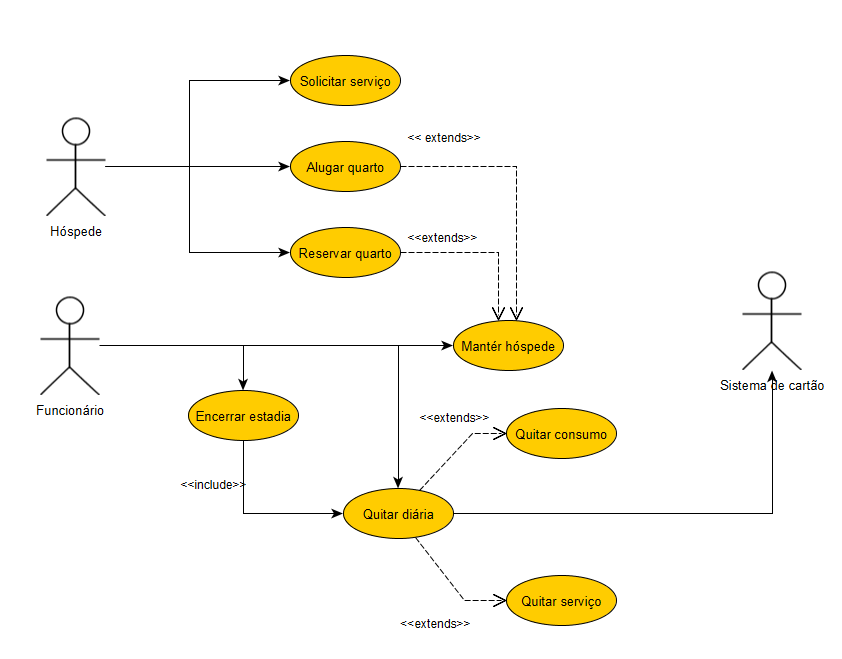 Solicitar serviço
<< extends>>
Alugar quarto
Hóspede
<<extends>>
Reservar quarto
Mantér hóspede
Sistema de cartão
Funcionário
Encerrar estadia
<<extends>>
Quitar consumo
<<include>>
Quitar diária
Quitar serviço
<<extends>>